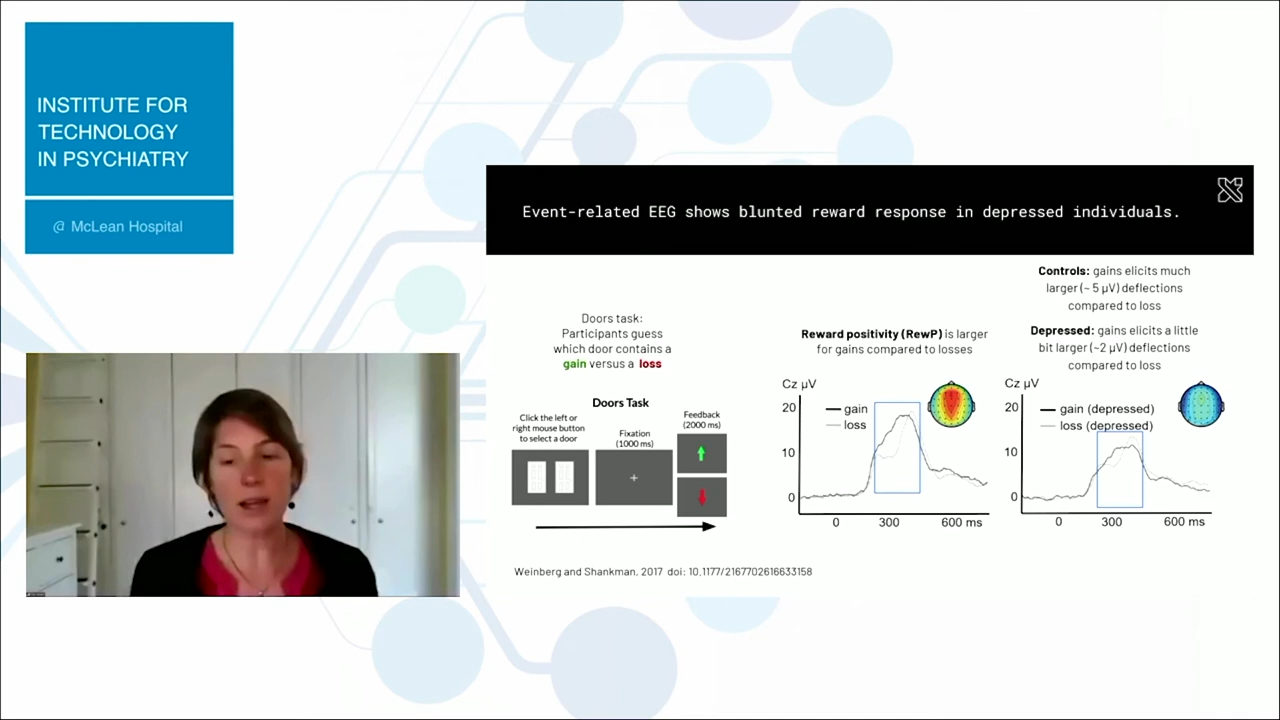 INSTITUTE FOR
TECHNOLOGY
IN PSYCHIATRY
@ McLean Hospital
Event-related EEG shows blunted reward response in depressed individuals.
Doors task:
Participants guess
which door contains a
gain versus a loss
Doors Task
Click the left or
right mouse button
to select a door
Fixation
(1000 ms)
Feedback
(2000 ms)
Reward positivity (RewP) is larger
for gains compared to losses
Cz µV
20
10
0
gain
loss
0 300 600 ms
Controls: gains elicits much
larger (~ 5 µV) deflections
compared to loss
Depressed: gains elicits a little
bit larger (~2 µV) deflections
compared to loss
Cz µV
20
10
0
gain (depressed)
loss (depressed)
0 300 600 ms
Weinberg and Shankman, 2017 doi: 10.1177/2167702616633158